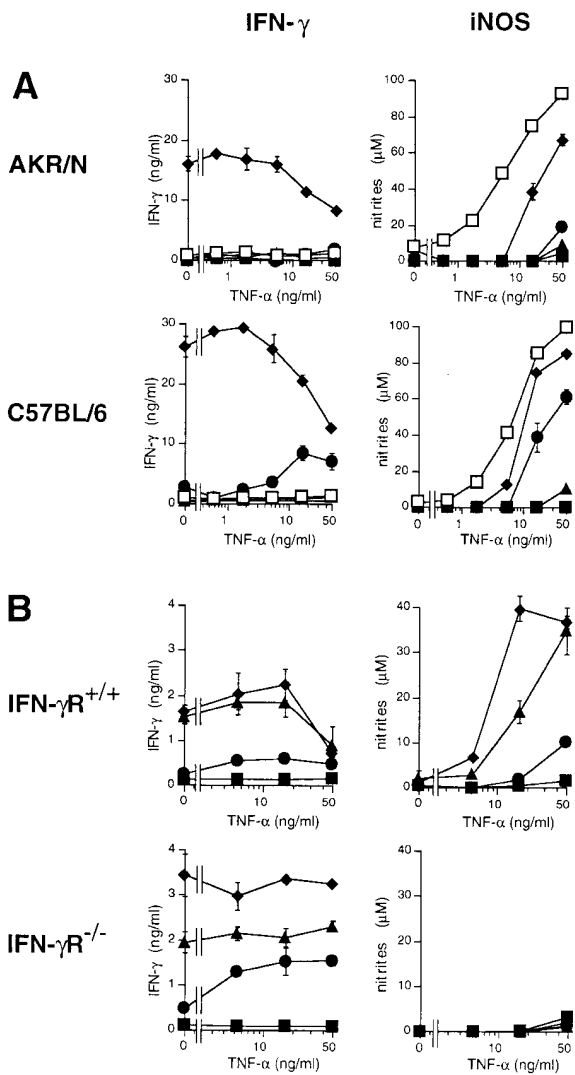 IFN-γ iNOS
A
AKR/N
IFN-γ (ng/ml)
30
20
10
0
0 1 10 50
TNF-α (ng/ml)
nitrites (μM)
100
80
60
40
20
0
0 1 10 50
TNF-α (ng/ml)
C57BL/6
IFN-γ (ng/ml)
30
20
10
0
0 1 10 50
TNF-α (ng/ml)
nitrites (μM)
100
80
60
40
20
0
0 1 10 50
TNF-α (ng/ml)
B
IFN-γR+/+
IFN-γ (ng/ml)
4
3
2
1
0
0 10 50
TNF-α (ng/ml)
nitrites (μM)
40
30
20
10
0
0 10 50
TNF-α (ng/ml)
IFN-γR-/-
IFN-γ (ng/ml)
4
3
2
1
0
0 10 50
TNF-α (ng/ml)
nitrites (μM)
40
30
20
10
0
0 10 50
TNF-α (ng/ml)